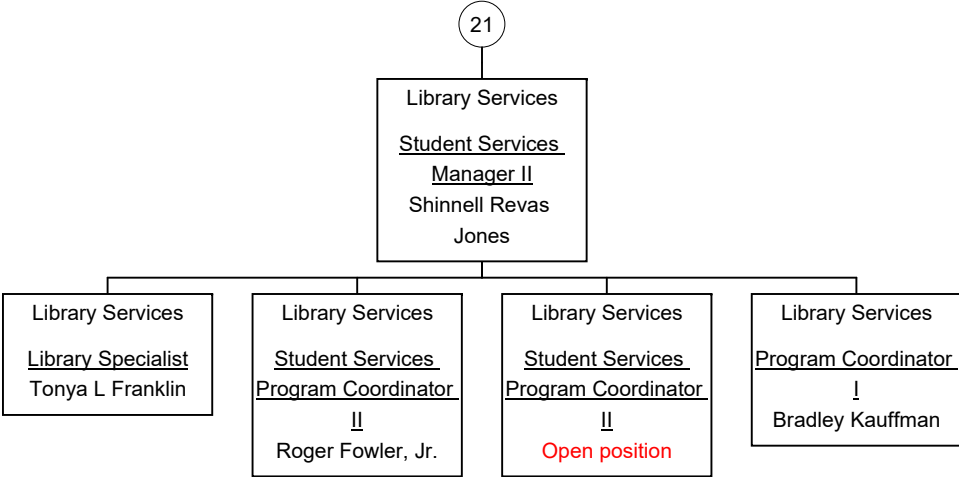 21
Library Services
Student Services
Manager II
Shinnell Revas
Jones
Library Services
Library Specialist
Tonya L Franklin
Library Services
Student Services
Program Coordinator
II
Roger Fowler, Jr.
Library Services
Student Services
Program Coordinator
II
Open position
Library Services
Program Coordinator
I
Bradley Kauffman